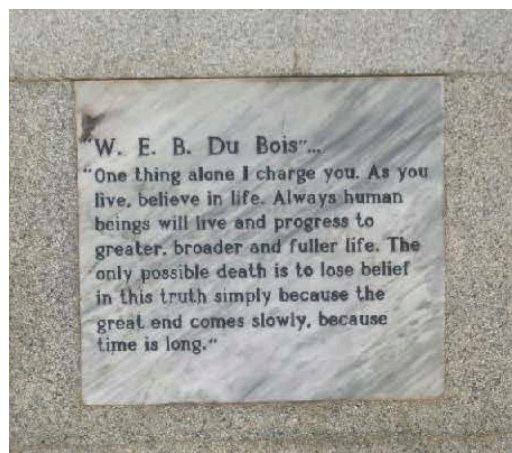 "W. E. B. Du Bois"...
"One thing alone I charge you. As you
live, believe in life. Always human
beings will live and progress to
greater, broader and fuller life. The
only possible death is to lose belief
in this truth simply because the
great end comes slowly, because
time is long."